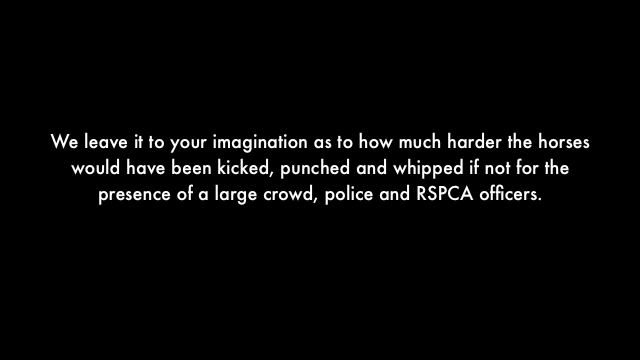 We leave it to your imagination as to how much harder the horses
would have been kicked, punched and whipped if not for the
presence of a large crowd, police and RSPCA officers.